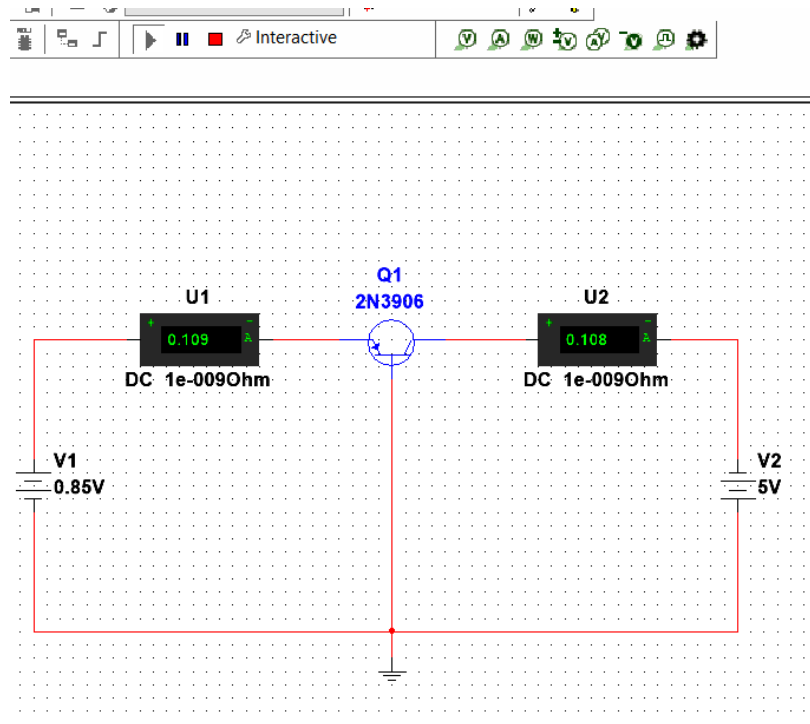 Interactive
Q1
2N3906
U1
U2
+
-
0.109
A
+
-
0.108
A
DC 1e-009Ohm
DC 1e-009Ohm
V1
0.85V
V2
5V